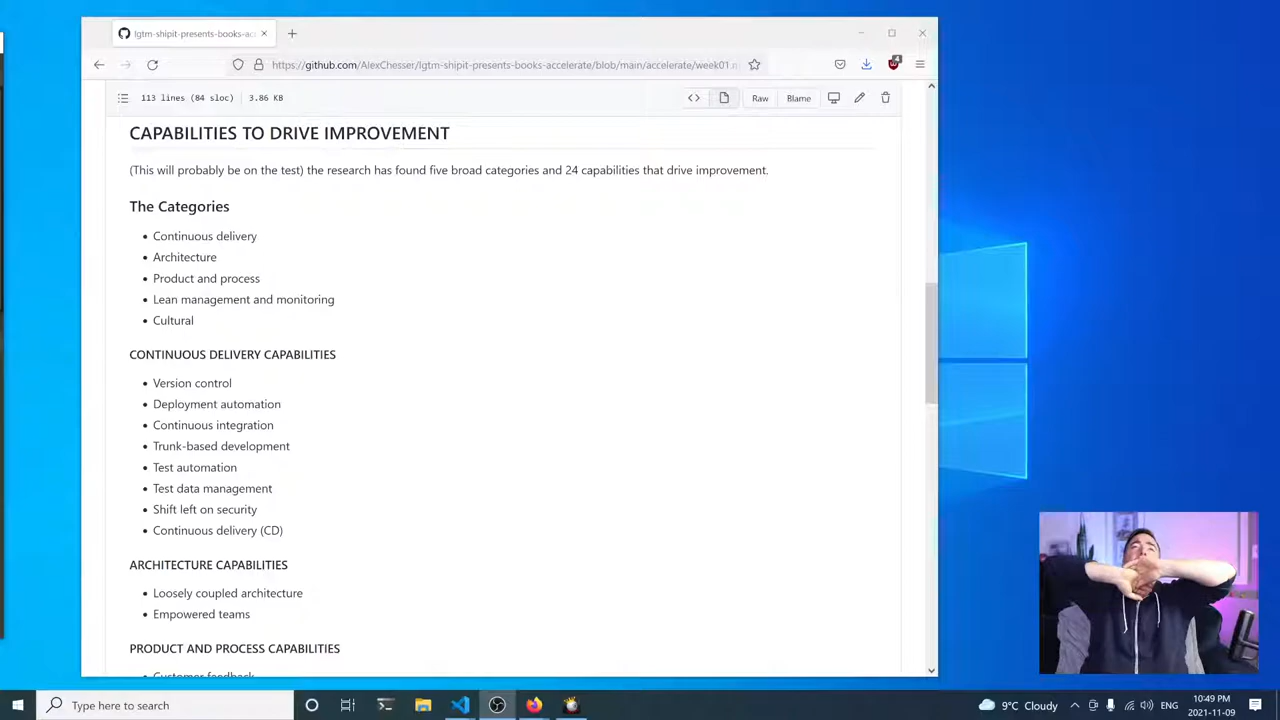 lgtm-shipit-presents-books-acc
https://github.com/AlexChesser/lgtm-shipit-presents-books-accelerate/blob/main/accelerate/week01.m
4
113 lines (84 sloc) 3.86 KB
Raw
Blame
CAPABILITIES TO DRIVE IMPROVEMENT
(This will probably be on the test) the research has found five broad categories and 24 capabilities that drive improvement.
The Categories
Continuous delivery
Architecture
Product and process
Lean management and monitoring
Cultural
CONTINUOUS DELIVERY CAPABILITIES
Version control
Deployment automation
Continuous integration
Trunk-based development
Test automation
Test data management
Shift left on security
Continuous delivery (CD)
ARCHITECTURE CAPABILITIES
Loosely coupled architecture
Empowered teams
PRODUCT AND PROCESS CAPABILITIES
Customer feedback
Type here to search
9°C Cloudy
ENG
10:49 PM
2021-11-09